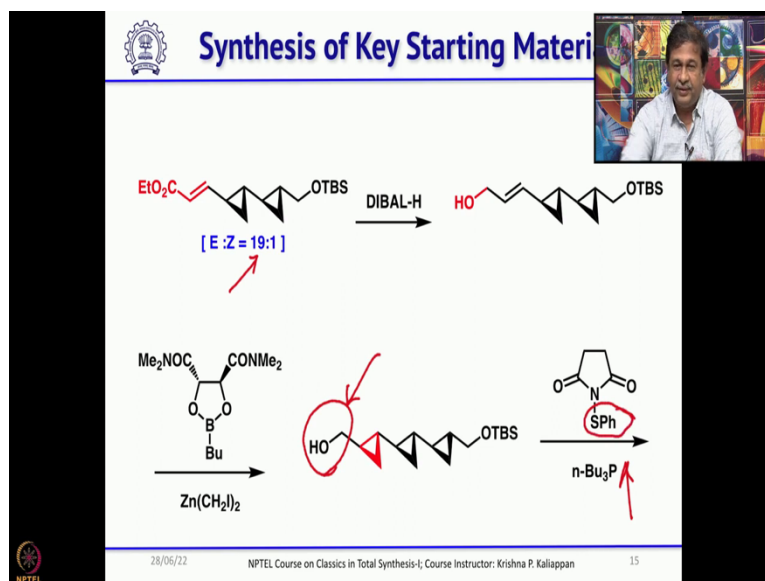 Synthesis of Key Starting Materi
EtO₂C
OTBS
DIBAL-H
HO
OTBS
[ E :Z = 19:1 ]
Me₂NOC
CONMe₂
O
O
B
Bu
Zn(CH₂I)₂
HO
OTBS
O
N
O
SPh
n-Bu₃P
28/06/22
NPTEL Course on Classics in Total Synthesis-I; Course Instructor: Krishna P. Kaliappan
15
NPTEL